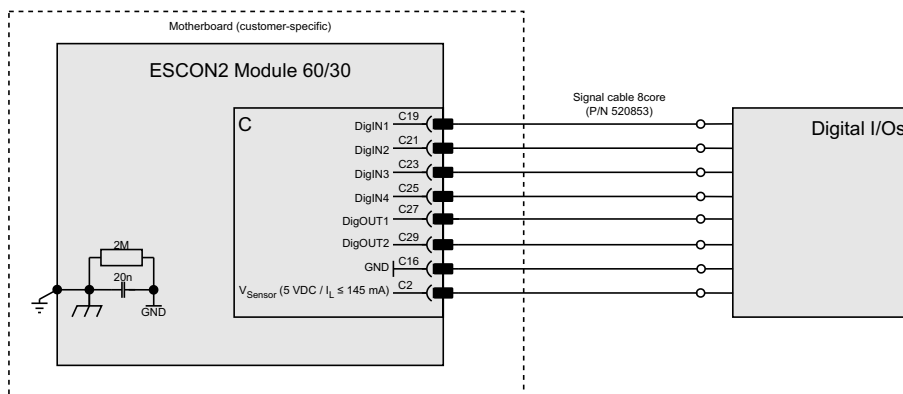 Motherboard (customer-specific)
ESCON2 Module 60/30
Signal cable 8core
(P/N 520853)
C
Digital I/Os
DigIN1 C19
DigIN2 C21
DigIN3 C23
DigIN4 C25
DigOUT1 C27
DigOUT2 C29
GND C16
VSensor (5 VDC / IL ≤ 145 mA) C2
2M
20n
GND